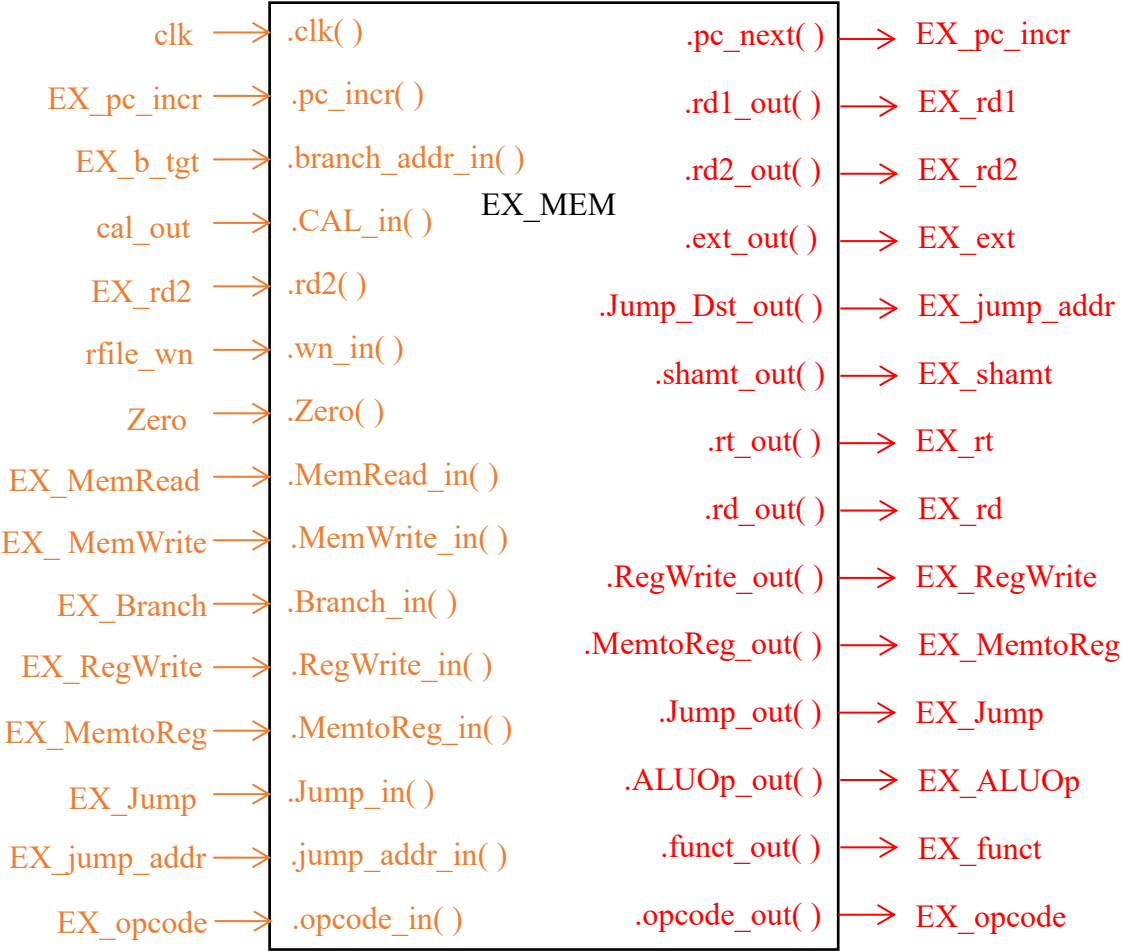 clk .clk( ) .pc_next( ) EX_pc_incr
EX_pc_incr .pc_incr( ) .rd1_out( ) EX_rd1
EX_b_tgt .branch_addr_in( ) .rd2_out( ) EX_rd2
EX_MEM
cal_out .CAL_in( ) .ext_out( ) EX_ext
EX_rd2 .rd2( ) .Jump_Dst_out( ) EX_jump_addr
rfile_wn .wn_in( ) .shamt_out( ) EX_shamt
Zero .Zero( ) .rt_out( ) EX_rt
EX_MemRead .MemRead_in( ) .rd_out( ) EX_rd
EX_ MemWrite .MemWrite_in( ) .RegWrite_out( ) EX_RegWrite
EX_Branch .Branch_in( ) .MemtoReg_out( ) EX_MemtoReg
EX_RegWrite .RegWrite_in( ) .Jump_out( ) EX_Jump
EX_MemtoReg .MemtoReg_in( ) .ALUOp_out( ) EX_ALUOp
EX_Jump .Jump_in( ) .funct_out( ) EX_funct
EX_jump_addr .jump_addr_in( )
EX_opcode .opcode_in( ) .opcode_out( ) EX_opcode